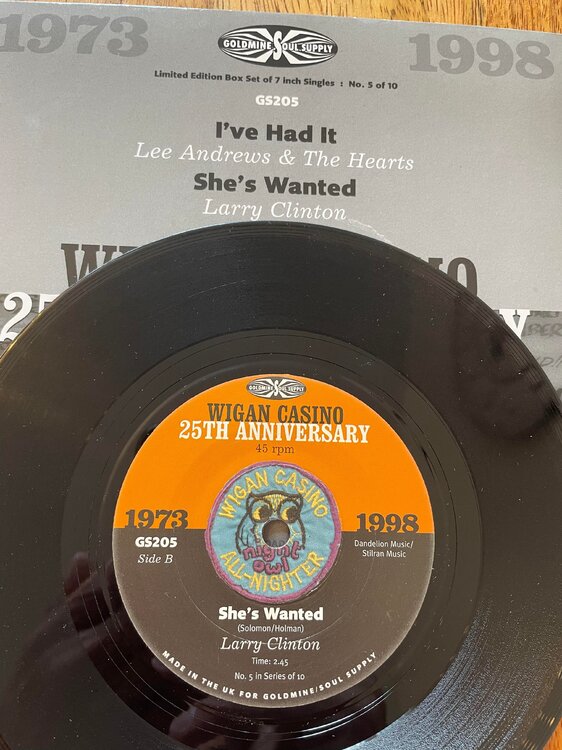 1973
GOLDMINE SOUL SUPPLY
1998
Limited Edition Box Set of 7 inch Singles : No. 5 of 10
GS205
I've Had It
Lee Andrews & The Hearts
She's Wanted
Larry Clinton
GOLDMINE SOUL SUPPLY
WIGAN CASINO
25TH ANNIVERSARY
45 rpm
1973
1998
GS205
Side B
Dandelion Music/
Stilran Music
WIGAN CASINO
night
owl
ALL-NIGHTER
She's Wanted
(Solomon/Holman)
Larry Clinton
Time: 2.45
No. 5 in Series of 10
MADE IN THE UK FOR GOLDMINE/SOUL SUPPLY